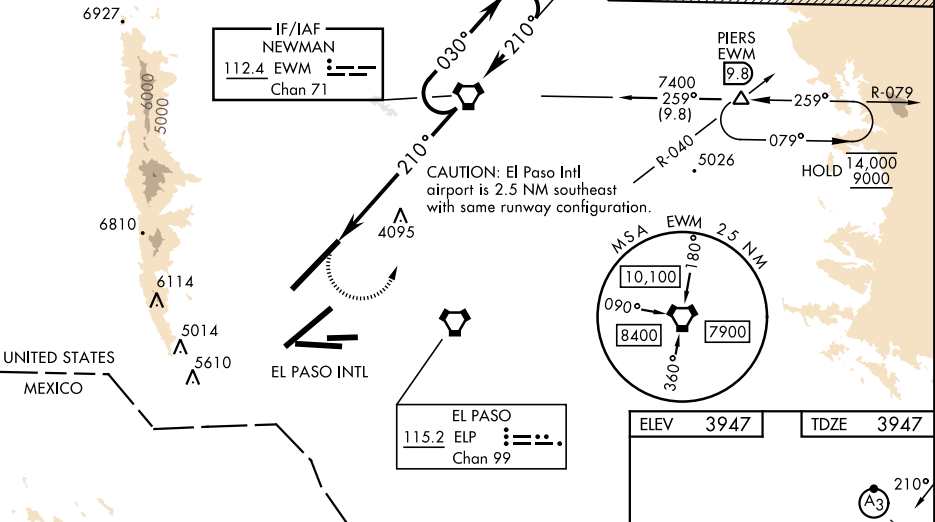 6927
IF/IAF
NEWMAN
112.4 EWM
Chan 71
030°
210°
PIERS
EWM
9.8
7400
259°
(9.8)
259°
R-079
079°
HOLD 14,000
9000
R-040
5026
6000
5000
210°
CAUTION: El Paso Intl
airport is 2.5 NM southeast
with same runway configuration.
4095
6810
6114
5014
5610
UNITED STATES
MEXICO
EL PASO INTL
EL PASO
115.2 ELP
Chan 99
MSA EWM 25 NM
180°
10,100
090°
8400
7900
360°
ELEV 3947
TDZE 3947
A3
210°